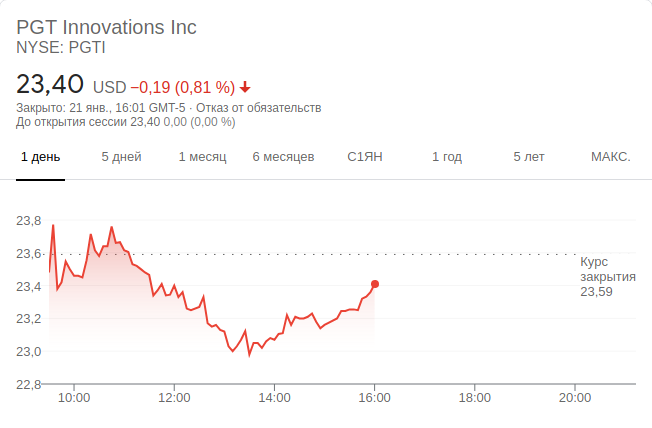 PGT Innovations Inc
NYSE: PGTI
23,40 USD −0,19 (0,81 %)
Закрыто: 21 янв., 16:01 GMT-5 · Отказ от обязательств
До открытия сессии 23,40 0,00 (0,00 %)
1 день 5 дней 1 месяц 6 месяцев С1ЯН 1 год 5 лет МАКС.
23,8
23,6
Курс
закрытия
23,59
23,4
23,2
23,0
22,8
10:00 12:00 14:00 16:00 18:00 20:00